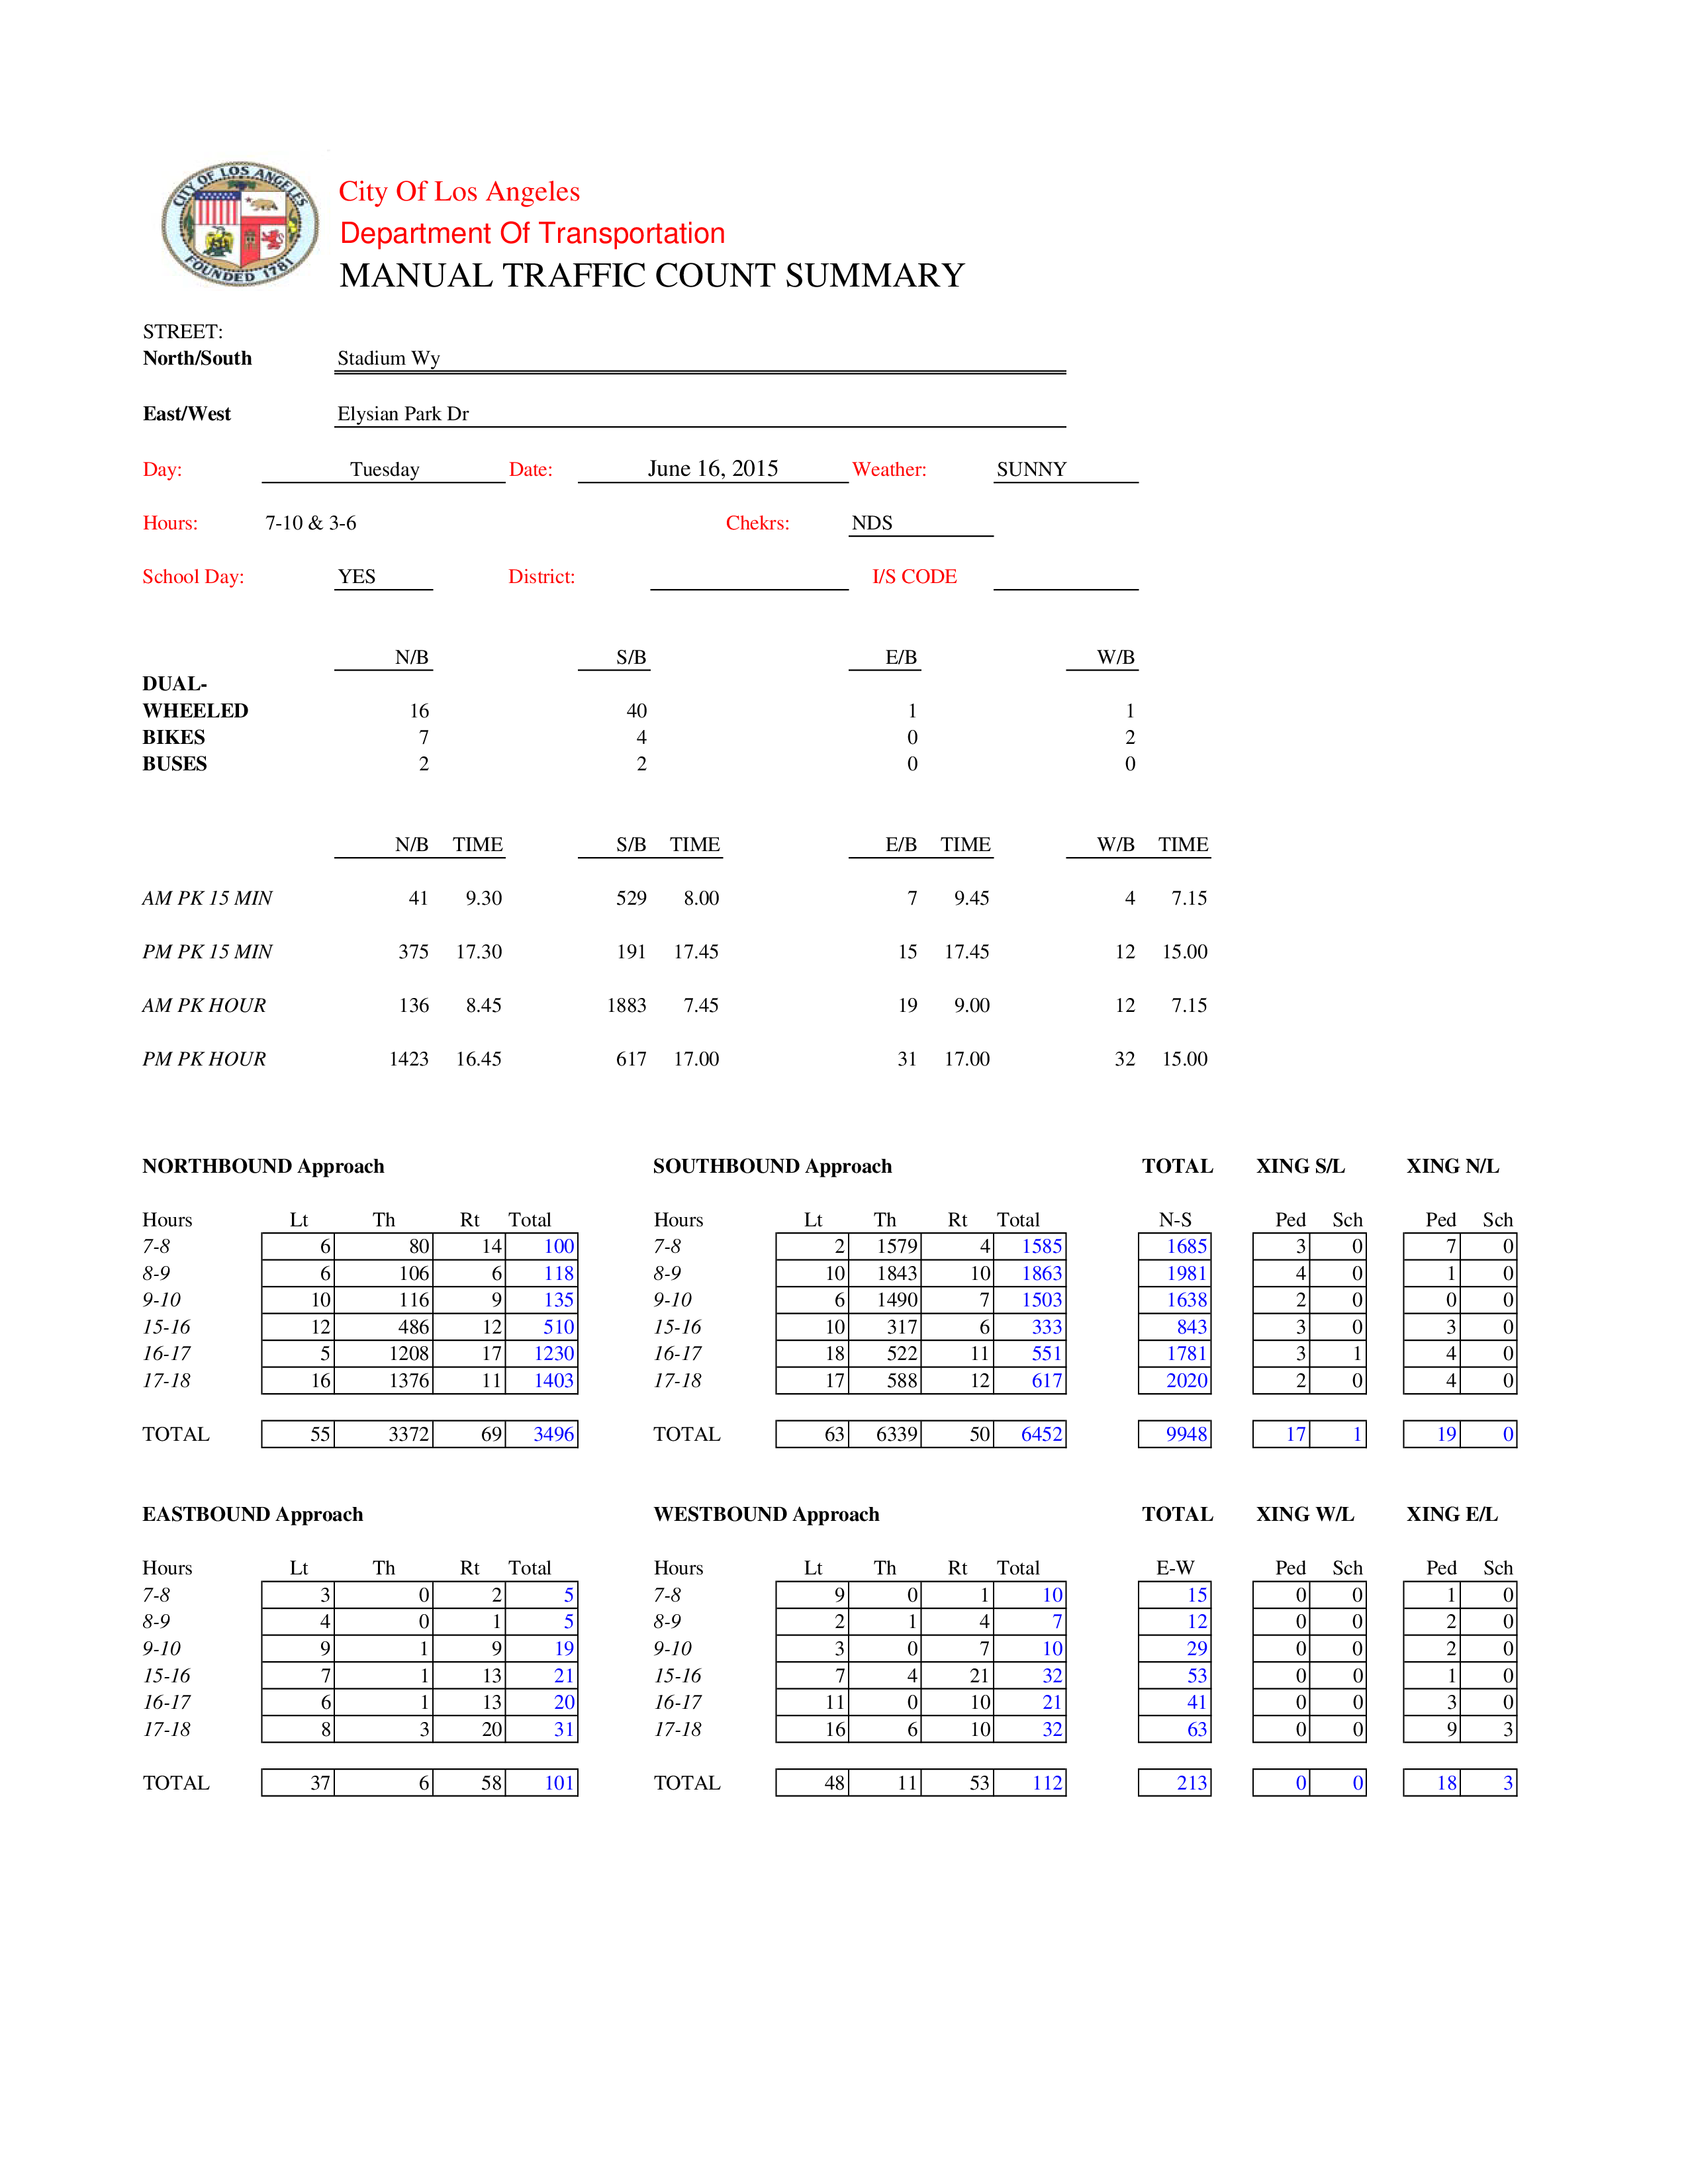 CITY OF LOS ANGELES
FOUNDED 1781
City Of Los Angeles
Department Of Transportation
MANUAL TRAFFIC COUNT SUMMARY
STREET:
North/South Stadium Wy
East/West Elysian Park Dr
Day: Tuesday Date: June 16, 2015 Weather: SUNNY
Hours: 7-10 & 3-6 Chekrs: NDS
School Day: YES District: I/S CODE
N/B S/B E/B W/B
DUAL-
WHEELED 16 40 1 1
BIKES 7 4 0 2
BUSES 2 2 0 0
N/B TIME S/B TIME E/B TIME W/B TIME
AM PK 15 MIN 41 9.30 529 8.00 7 9.45 4 7.15
PM PK 15 MIN 375 17.30 191 17.45 15 17.45 12 15.00
AM PK HOUR 136 8.45 1883 7.45 19 9.00 12 7.15
PM PK HOUR 1423 16.45 617 17.00 31 17.00 32 15.00
NORTHBOUND Approach SOUTHBOUND Approach TOTAL XING S/L XING N/L
Hours Lt Th Rt Total Hours Lt Th Rt Total N-S Ped Sch Ped Sch
7-8 6 80 14 100 7-8 2 1579 4 1585 1685 3 0 7 0
8-9 6 106 6 118 8-9 10 1843 10 1863 1981 4 0 1 0
9-10 10 116 9 135 9-10 6 1490 7 1503 1638 2 0 0 0
15-16 12 486 12 510 15-16 10 317 6 333 843 3 0 3 0
16-17 5 1208 17 1230 16-17 18 522 11 551 1781 3 1 4 0
17-18 16 1376 11 1403 17-18 17 588 12 617 2020 2 0 4 0
TOTAL 55 3372 69 3496 TOTAL 63 6339 50 6452 9948 17 1 19 0
EASTBOUND Approach WESTBOUND Approach TOTAL XING W/L XING E/L
Hours Lt Th Rt Total Hours Lt Th Rt Total E-W Ped Sch Ped Sch
7-8 3 0 2 5 7-8 9 0 1 10 15 0 0 1 0
8-9 4 0 1 5 8-9 2 1 4 7 12 0 0 2 0
9-10 9 1 9 19 9-10 3 0 7 10 29 0 0 2 0
15-16 7 1 13 21 15-16 7 4 21 32 53 0 0 1 0
16-17 6 1 13 20 16-17 11 0 10 21 41 0 0 3 0
17-18 8 3 20 31 17-18 16 6 10 32 63 0 0 9 3
TOTAL 37 6 58 101 TOTAL 48 11 53 112 213 0 0 18 3